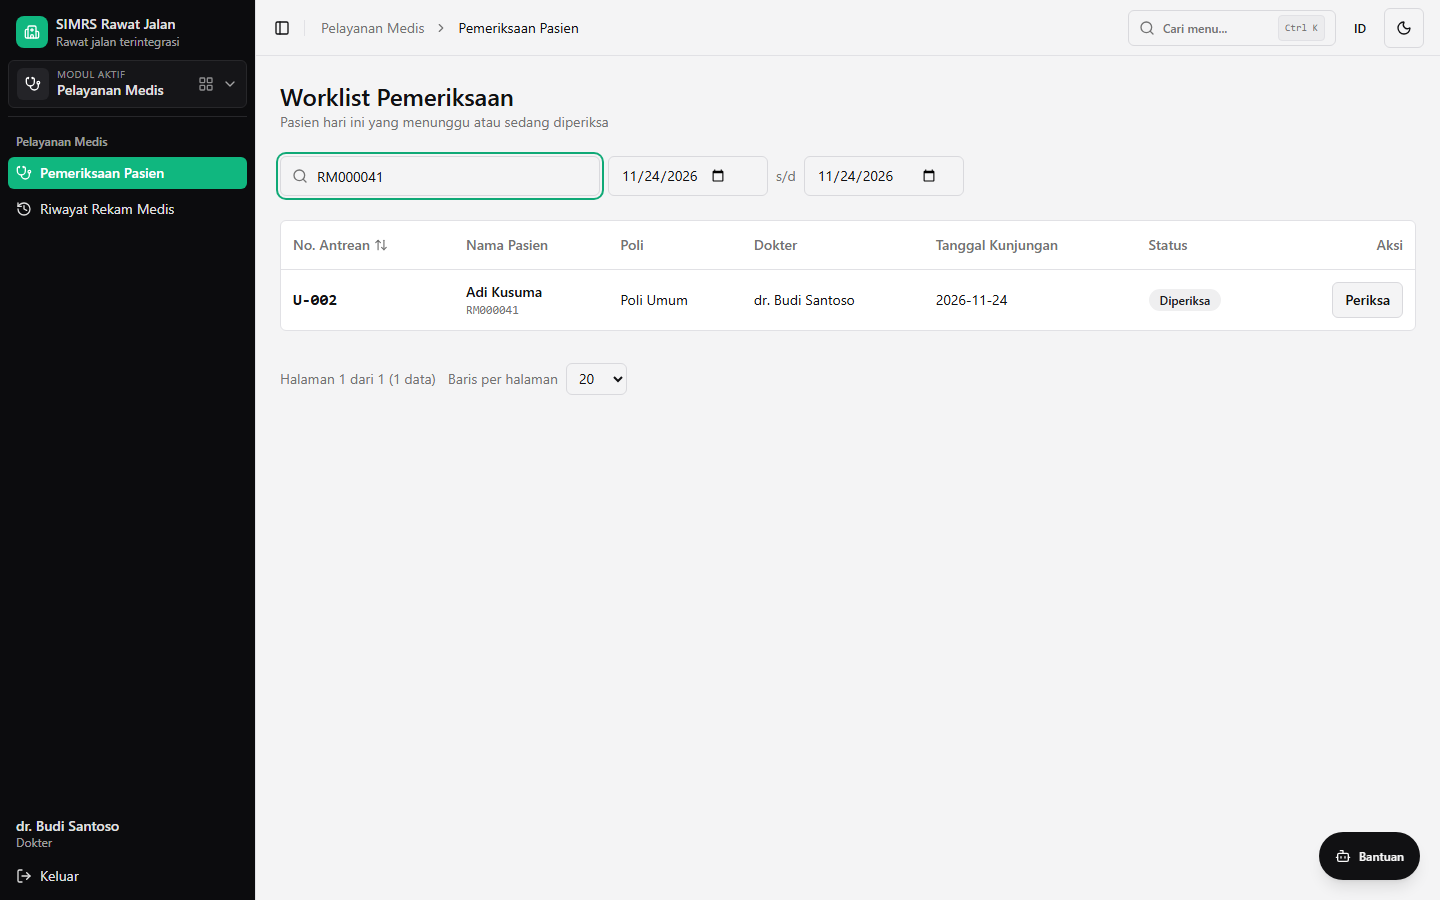 SIMRS Rawat Jalan
Rawat jalan terintegrasi
MODUL AKTIF
Pelayanan Medis
Pelayanan Medis
Pemeriksaan Pasien
Riwayat Rekam Medis
dr. Budi Santoso
Dokter
Keluar
Pelayanan Medis > Pemeriksaan Pasien
Cari menu... Ctrl K ID
Worklist Pemeriksaan
Pasien hari ini yang menunggu atau sedang diperiksa
RM000041 11/24/2026 s/d 11/24/2026
No. Antrean Nama Pasien Poli Dokter Tanggal Kunjungan Status Aksi
U-002 Adi Kusuma Poli Umum dr. Budi Santoso 2026-11-24 Diperiksa Periksa
RM000041
Halaman 1 dari 1 (1 data) Baris per halaman 20
Bantuan